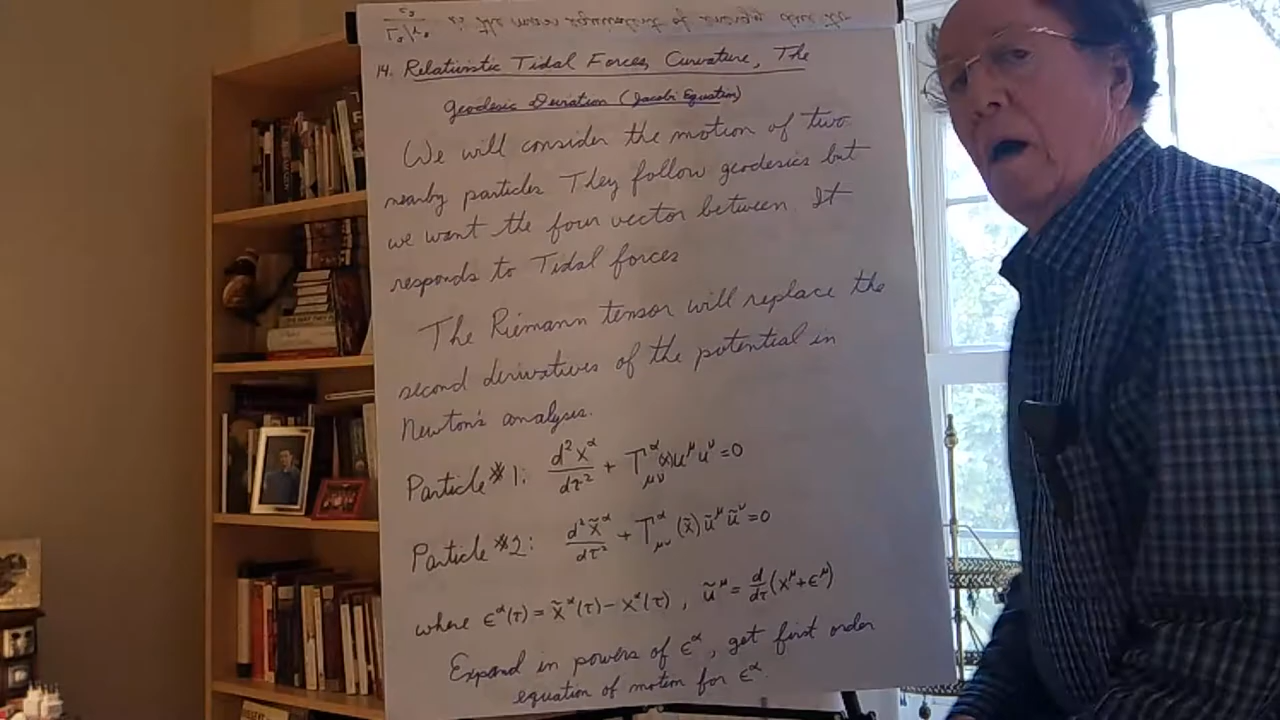 14. Relativistic Tidal Forces, Curvature, The
Geodesic Deviation (Jacobi Equation)
We will consider the motion of two
nearby particles They follow geodesics but
we want the four vector between. It
responds to Tidal forces
The Riemann tensor will replace the
second derivatives of the potential in
Newton's analysis.
Particle #1: d²x^α/dτ² + Γ^α_μν(x)u^μ u^ν = 0
Particle #2: d²x̃^α/dτ² + Γ^α_μν(x̃)ũ^μ ũ^ν = 0
where ϵ^α(τ) = x̃^α(τ) - x^α(τ), ũ^μ = d/dτ(x^μ + ϵ^μ)
Expand in powers of ϵ^α, get first order
equation of motion for ϵ^α.